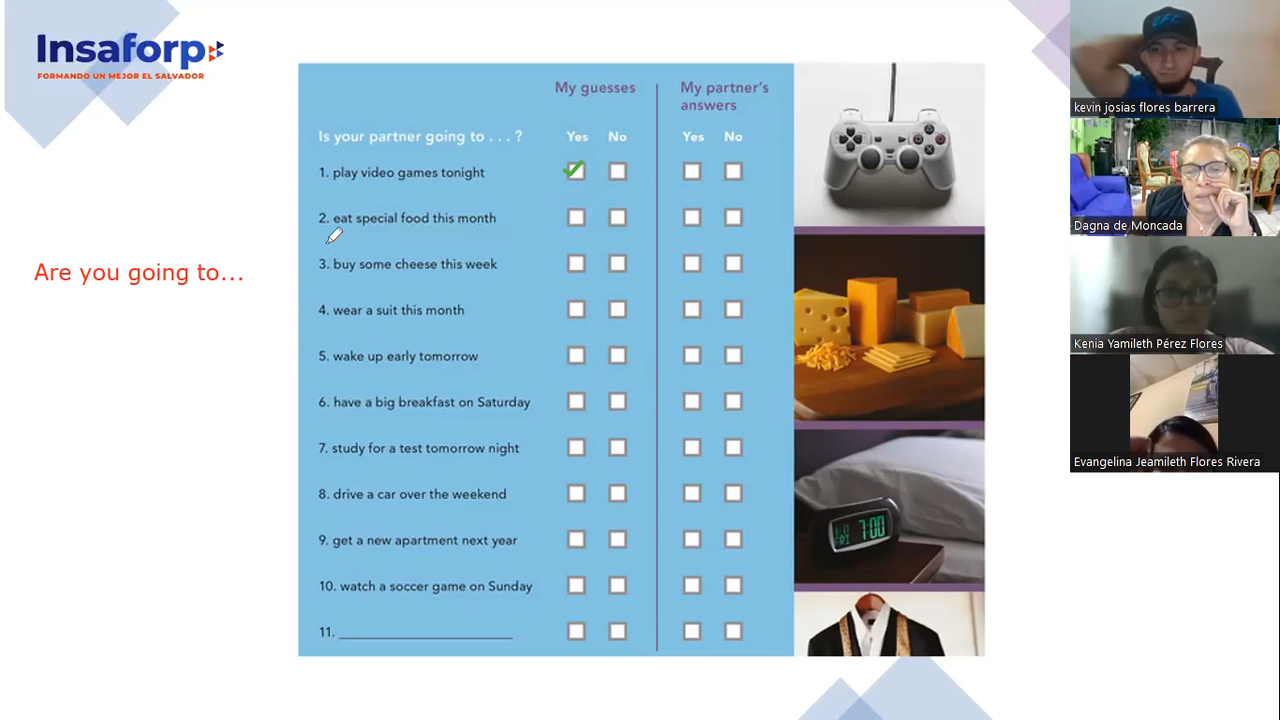 Insaforp
FORMANDO UN MEJOR EL SALVADOR
Are you going to...
My guesses
My partner's
answers
Is your partner going to . . . ?
Yes No
Yes No
1. play video games tonight
2. eat special food this month
3. buy some cheese this week
4. wear a suit this month
5. wake up early tomorrow
6. have a big breakfast on Saturday
7. study for a test tomorrow night
8. drive a car over the weekend
9. get a new apartment next year
10. watch a soccer game on Sunday
11. ____________________
FRI 7:00
kevin josias flores barrera
Dagna de Moncada
Kenia Yamileth Pérez Flores
Evangelina Jeamileth Flores Rivera